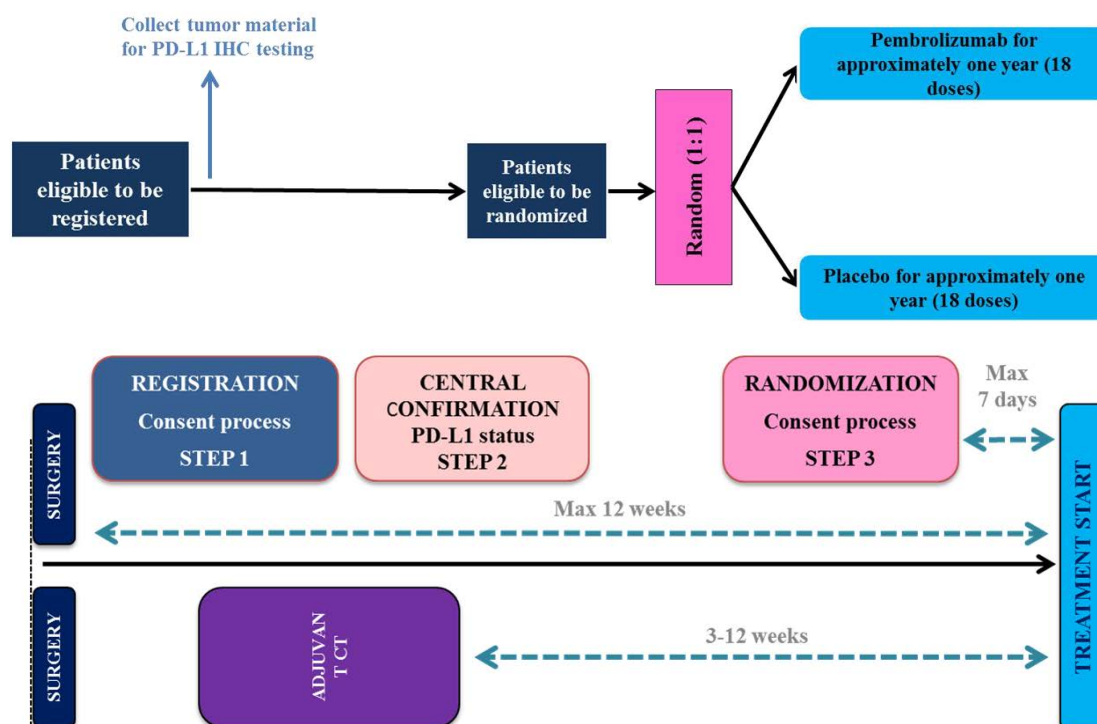 Collect tumor material
for PD-L1 IHC testing
Pembrolizumab for
approximately one year (18
doses)
Patients
eligible to be
registered
Patients
eligible to be
randomized
Random (1:1)
Placebo for approximately one
year (18 doses)
REGISTRATION
Consent process
STEP 1
CENTRAL
CONFIRMATION
PD-L1 status
STEP 2
RANDOMIZATION
Consent process
STEP 3
Max
7 days
SURGERY
Max 12 weeks
TREATMENT START
SURGERY
ADJUVAN
T CT
3-12 weeks